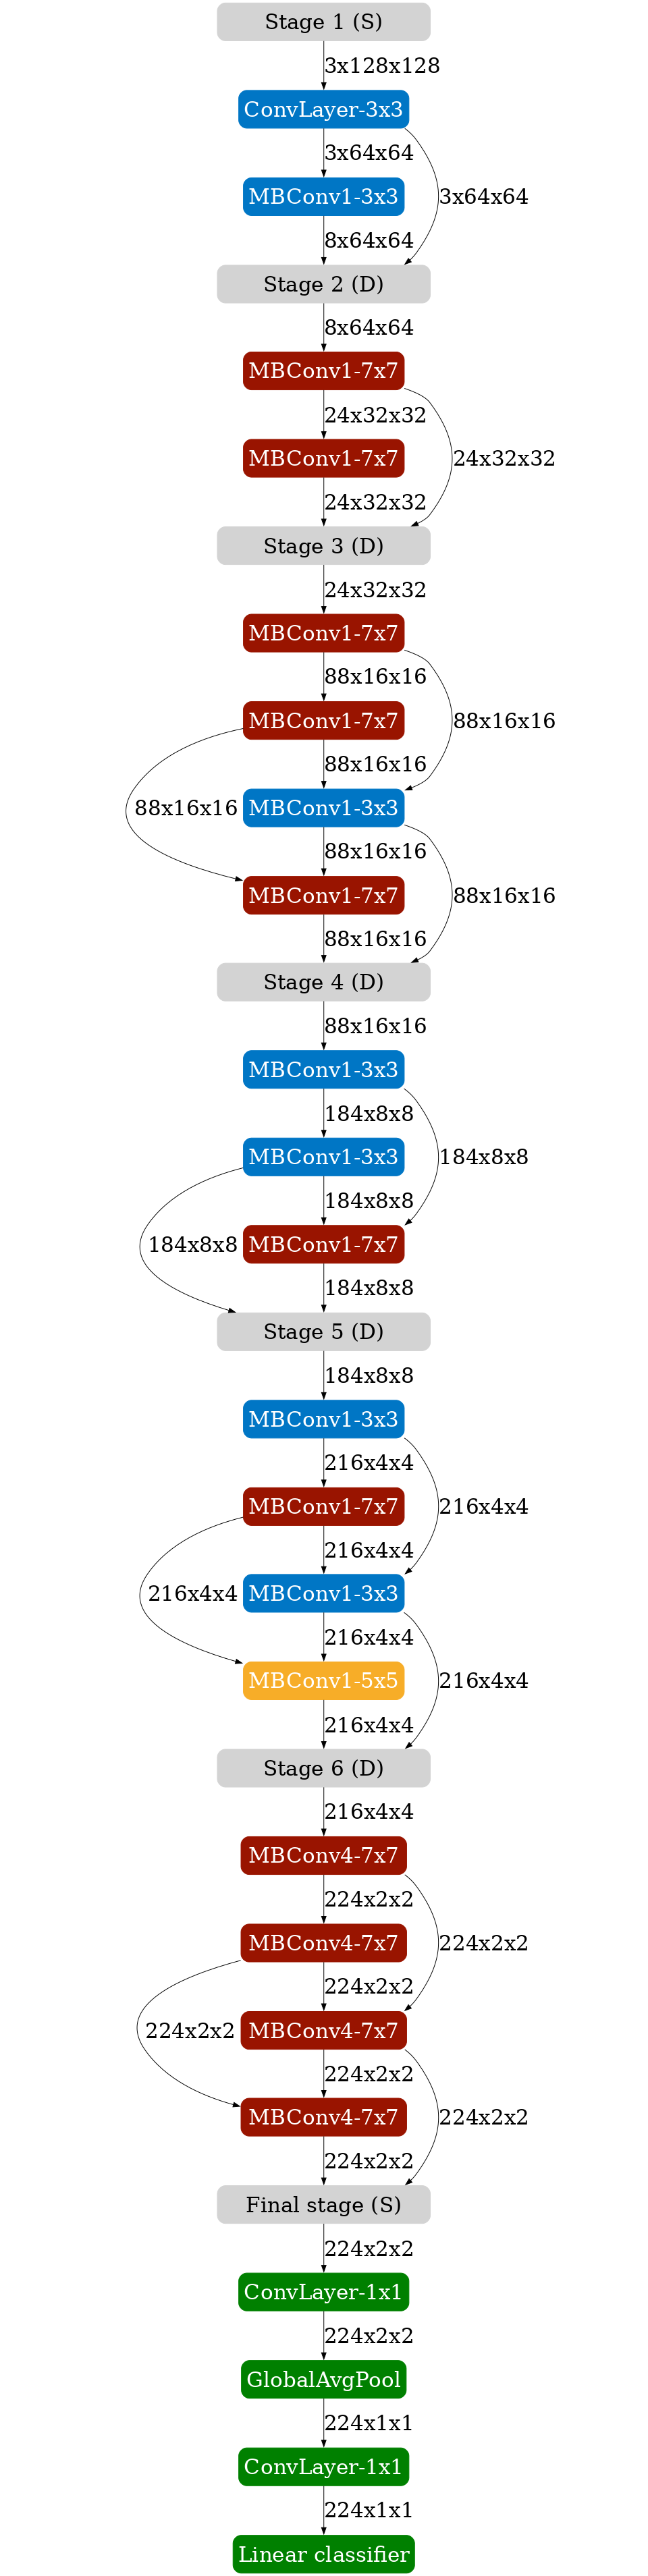 Stage 1 (S)
3x128x128
ConvLayer-3x3
3x64x64
MBConv1-3x3
3x64x64
8x64x64
Stage 2 (D)
8x64x64
MBConv1-7x7
24x32x32
MBConv1-7x7
24x32x32
24x32x32
Stage 3 (D)
24x32x32
MBConv1-7x7
88x16x16
MBConv1-7x7
88x16x16
88x16x16
88x16x16
MBConv1-3x3
88x16x16
MBConv1-7x7
88x16x16
88x16x16
Stage 4 (D)
88x16x16
MBConv1-3x3
184x8x8
MBConv1-3x3
184x8x8
184x8x8
184x8x8
MBConv1-7x7
184x8x8
Stage 5 (D)
184x8x8
MBConv1-3x3
216x4x4
MBConv1-7x7
216x4x4
216x4x4
216x4x4
MBConv1-3x3
216x4x4
MBConv1-5x5
216x4x4
216x4x4
Stage 6 (D)
216x4x4
MBConv4-7x7
224x2x2
MBConv4-7x7
224x2x2
224x2x2
224x2x2
MBConv4-7x7
224x2x2
MBConv4-7x7
224x2x2
224x2x2
Final stage (S)
224x2x2
ConvLayer-1x1
224x2x2
GlobalAvgPool
224x1x1
ConvLayer-1x1
224x1x1
Linear classifier